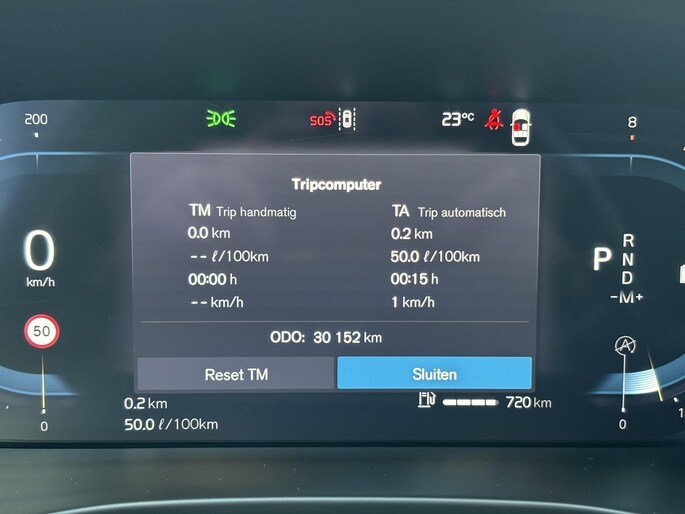 200
SOS
23°C
8
Tripcomputer
TM Trip handmatig
TA Trip automatisch
0.0 km
0.2 km
-- ℓ/100km
50.0 ℓ/100km
00:00 h
00:15 h
-- km/h
1 km/h
ODO: 30 152 km
Reset TM
Sluiten
0
km/h
50
P
R
N
D
-M+
A
0.2 km
50.0 ℓ/100km
720 km
0
0